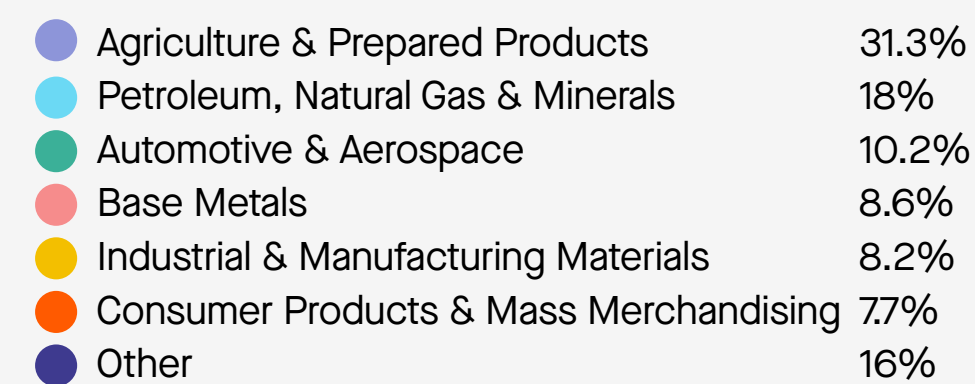 Agriculture & Prepared Products 31.3%
Petroleum, Natural Gas & Minerals 18%
Automotive & Aerospace 10.2%
Base Metals 8.6%
Industrial & Manufacturing Materials 8.2%
Consumer Products & Mass Merchandising 7.7%
Other 16%